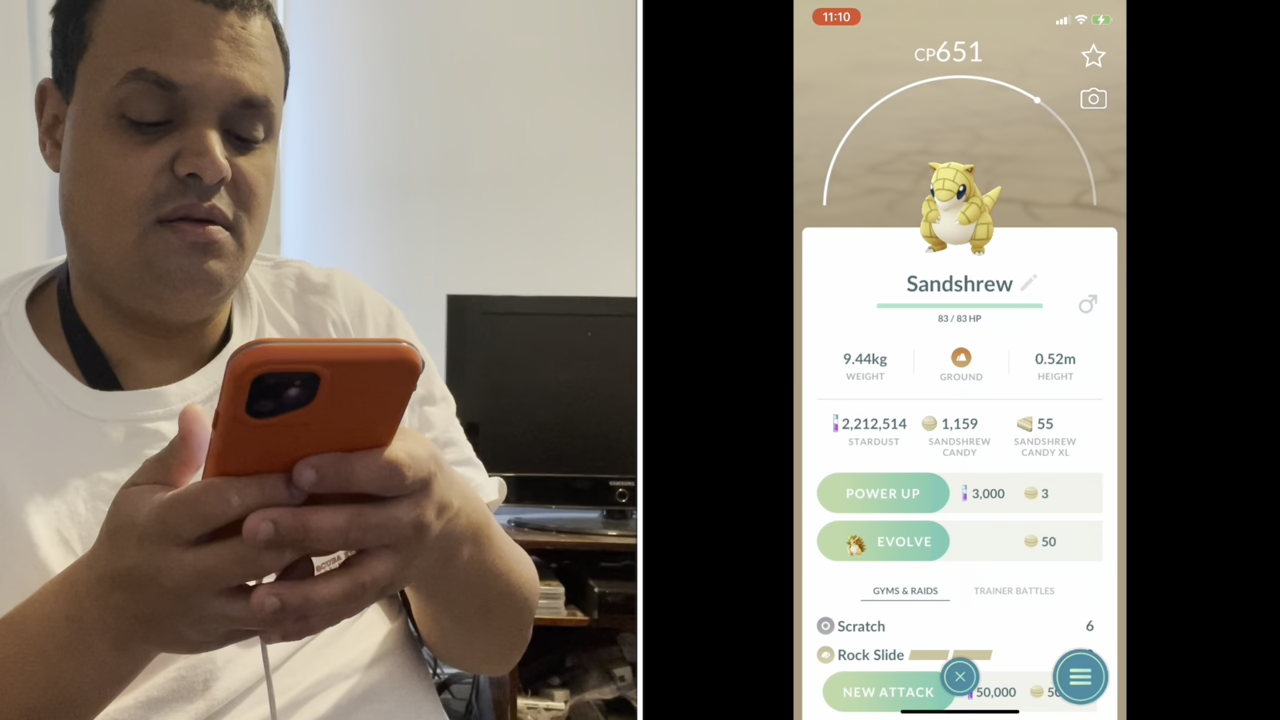 SCUBA
SAMSUNG
11:10
CP651
Sandshrew
83 / 83 HP
9.44kg
WEIGHT
GROUND
0.52m
HEIGHT
2,212,514
STARDUST
1,159
SANDSHREW
CANDY
55
SANDSHREW
CANDY XL
POWER UP
3,000
3
EVOLVE
50
GYMS & RAIDS
TRAINER BATTLES
Scratch
6
Rock Slide
NEW ATTACK
50,000